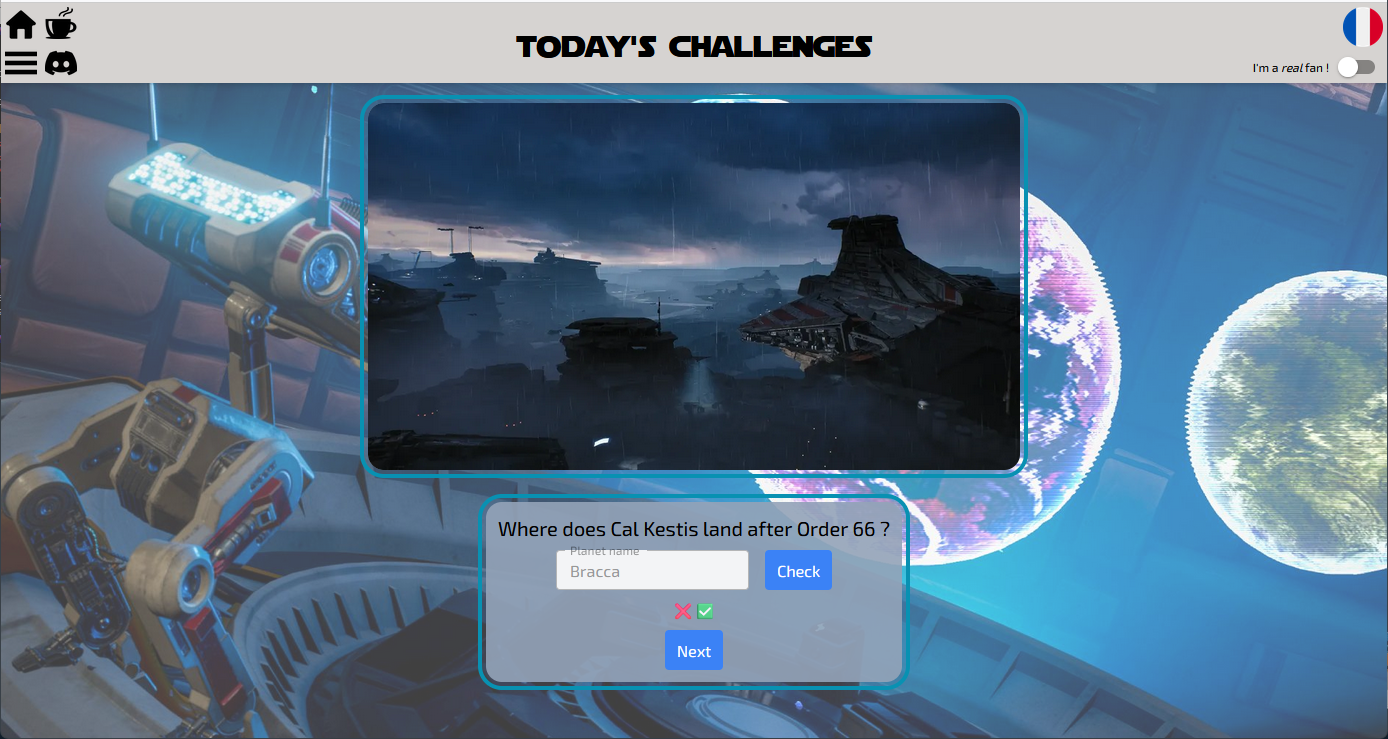 TODAY'S CHALLENGES
I'm a real fan !
Where does Cal Kestis land after Order 66 ?
Planet name
Bracca
Check
Next